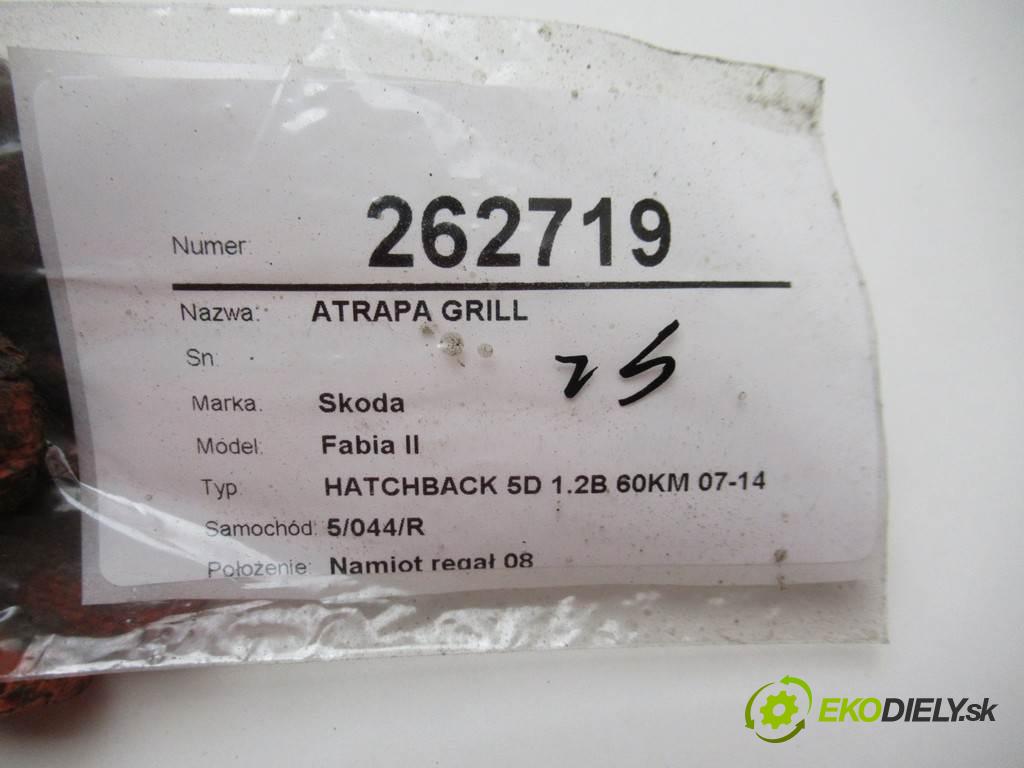 Numer: 262719
Nazwa: ATRAPA GRILL
Sn:
25
Marka: Skoda
Model: Fabia II
Typ: HATCHBACK 5D 1.2B 60KM 07-14
Samochód: 5/044/R
Położenie: Namiot regał 08
EKODIELY.sk